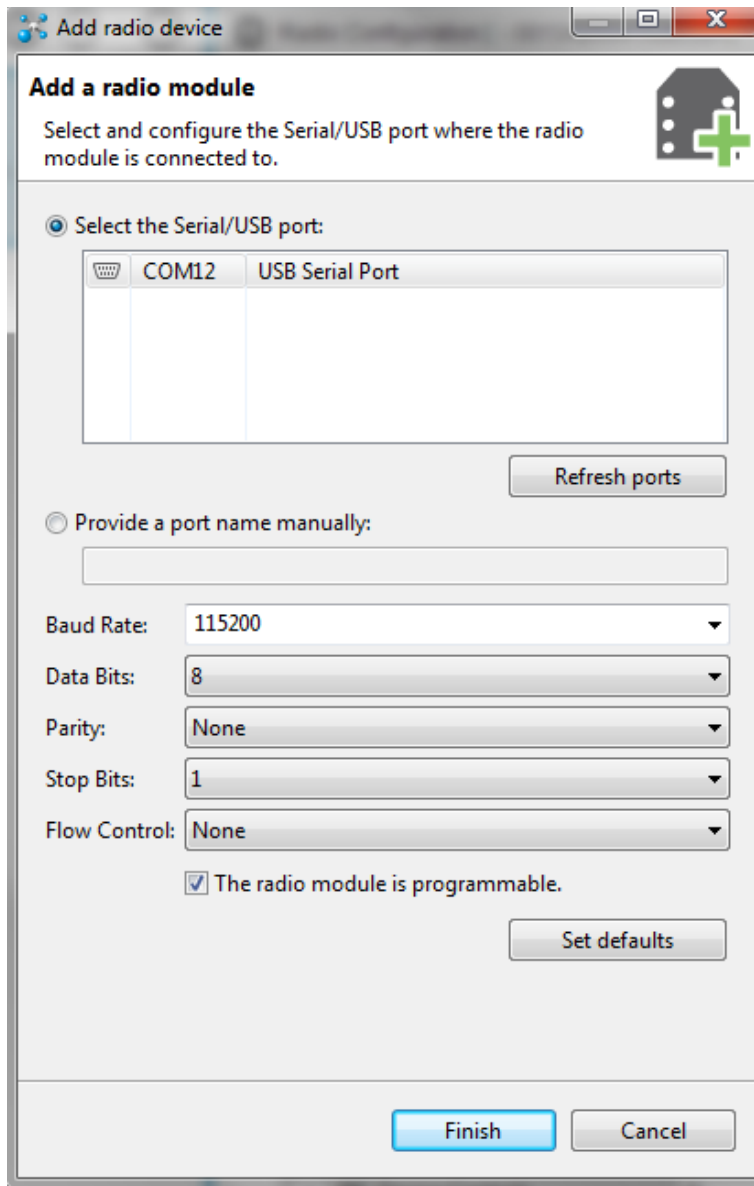 Add radio device
Add a radio module
Select and configure the Serial/USB port where the radio
module is connected to.
Select the Serial/USB port:
COM12 USB Serial Port
Refresh ports
Provide a port name manually:
Baud Rate: 115200
Data Bits: 8
Parity: None
Stop Bits: 1
Flow Control: None
The radio module is programmable.
Set defaults
Finish Cancel